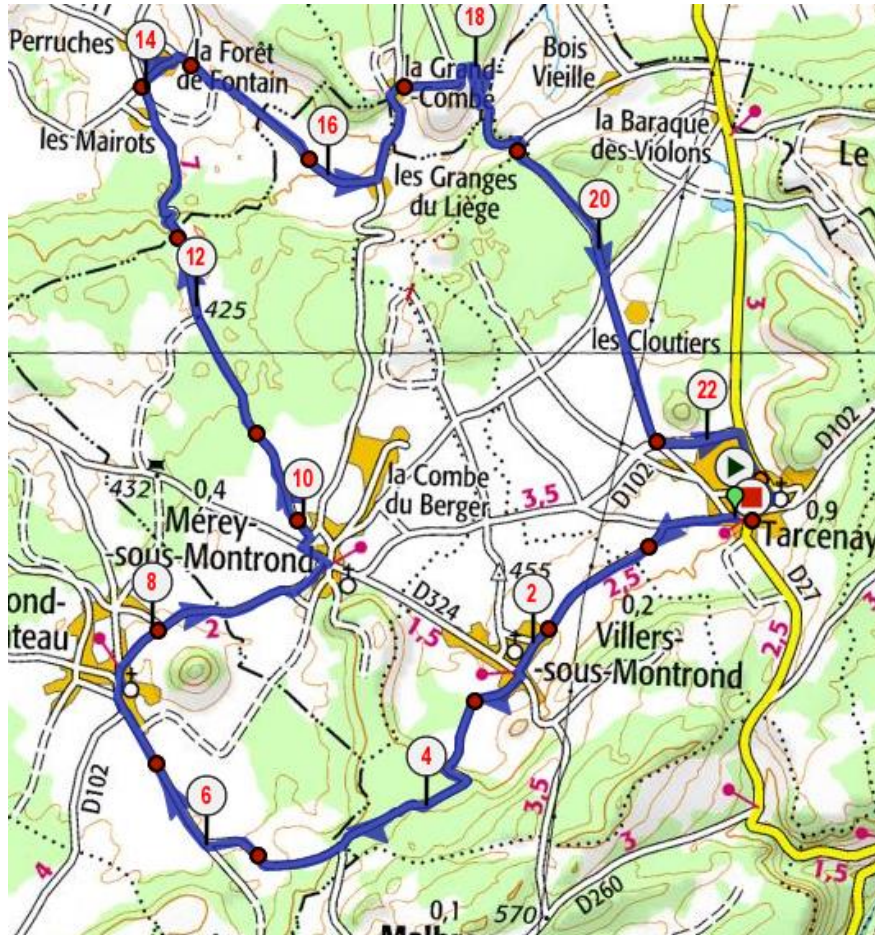 18
Perruches
14
la Forêt
de Fontain
la Grand-
-Combe
Bois
Vieille
les Mairots
16
la Baraque
des Violons
Le
1
les Granges
du Liège
20
12
425
3
les Cloutiers
22
D102
10
la Combe
du Berger
D102
432
0,4
3,5
0,9
Mérey-
-sous-Montrond
Tarcenay
455
2,5
D27
8
D324
2
0,2
ond-
2
1,5
Villers-
-sous-Montrond
2,5
âteau
4
D102
6
3,5
3
4
1,5
D260
0,1
570